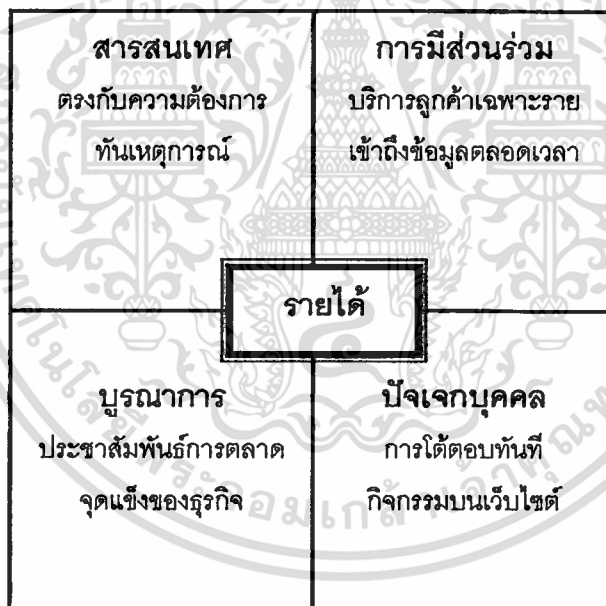 สารสนเทศ
ตรงกับความต้องการ
ทันเหตุการณ์
การมีส่วนร่วม
บริการลูกค้าเฉพาะราย
เข้าถึงข้อมูลตลอดเวลา
รายได้
บูรณาการ
ประชาสัมพันธ์การตลาด
จุดแข็งของธุรกิจ
ปัจเจกบุคคล
การโต้ตอบทันที
กิจกรรมบนเว็บไซต์